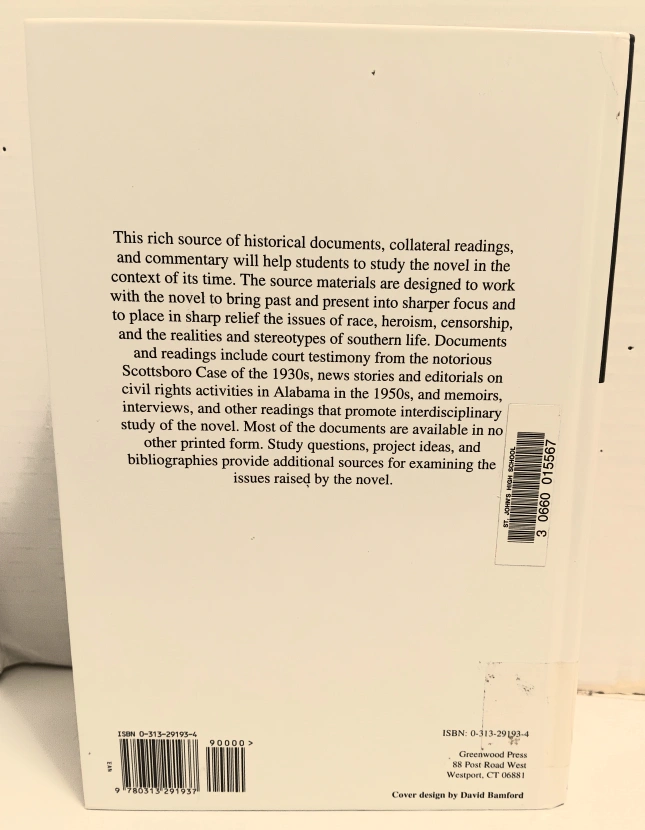 This rich source of historical documents, collateral readings,
and commentary will help students to study the novel in the
context of its time. The source materials are designed to work
with the novel to bring past and present into sharper focus and
to place in sharp relief the issues of race, heroism, censorship,
and the realities and stereotypes of southern life. Documents
and readings include court testimony from the notorious
Scottsboro Case of the 1930s, news stories and editorials on
civil rights activities in Alabama in the 1950s, and memoirs,
interviews, and other readings that promote interdisciplinary
study of the novel. Most of the documents are available in no
other printed form. Study questions, project ideas, and
bibliographies provide additional sources for examining the
issues raised by the novel.
ST. JOHN'S HIGH SCHOOL
3 0660 015567
ISBN 0-313-29193-4
90000>
EAN
9 780313 291937
ISBN: 0-313-29193-4
Greenwood Press
88 Post Road West
Westport, CT 06881
Cover design by David Bamford